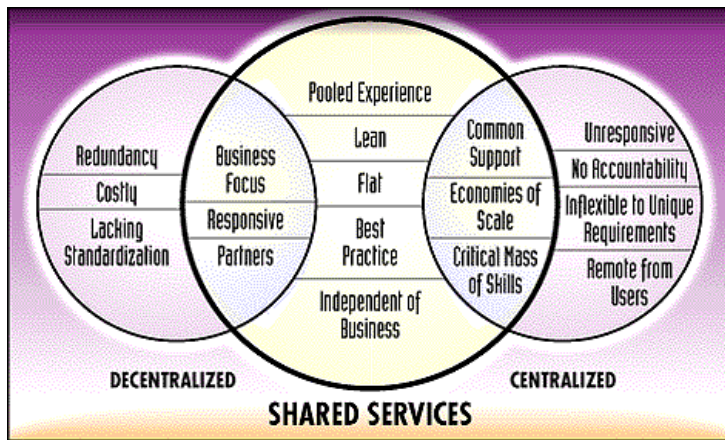 Redundancy
Costly
Lacking
Standardization
Business
Focus
Responsive
Partners
Pooled Experience
Lean
Flat
Best
Practice
Independent of
Business
Common
Support
Economies of
Scale
Critical Mass
of Skills
Unresponsive
No Accountability
Inflexible to Unique
Requirements
Remote from
Users
DECENTRALIZED
CENTRALIZED
SHARED SERVICES